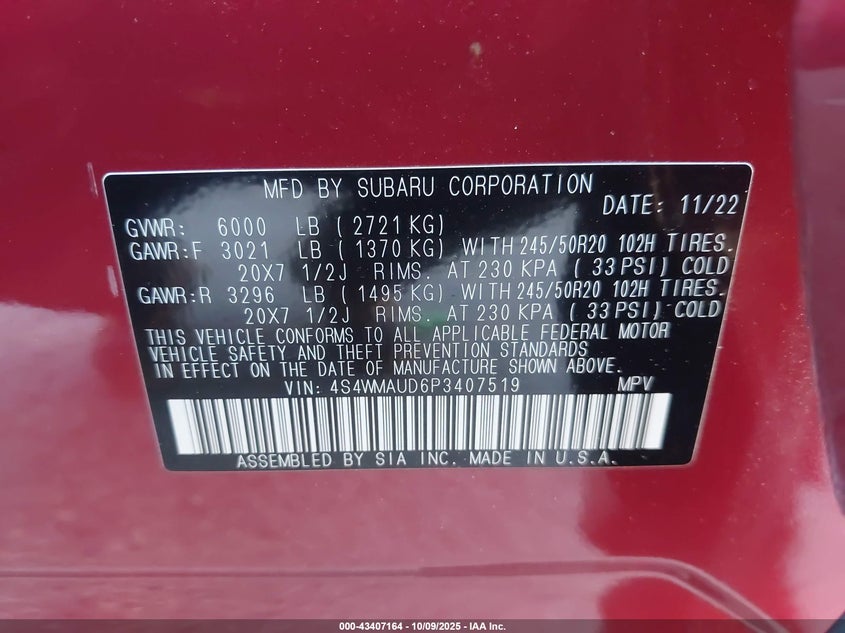 MFD BY SUBARU CORPORATION
DATE: 11/22
GVWR: 6000 LB ( 2721 KG)
GAWR:F 3021 LB ( 1370 KG) WITH 245/50R20 102H TIRES.
20X7 1/2J RIMS. AT 230 KPA ( 33 PSI) COLD
GAWR:R 3296 LB ( 1495 KG) WITH 245/50R20 102H TIRES.
20X7 1/2J RIMS. AT 230 KPA ( 33 PSI) COLD
THIS VEHICLE CONFORMS TO ALL APPLICABLE FEDERAL MOTOR
VEHICLE SAFETY AND THEFT PREVENTION STANDARDS
IN EFFECT ON THE DATE OF MANUFACTURE SHOWN ABOVE.
VIN: 4S4WMAUD6P3407519 MPV
ASSEMBLED BY SIA INC. MADE IN U.S.A.
000-43407164 - 10/09/2025 - IAA Inc.